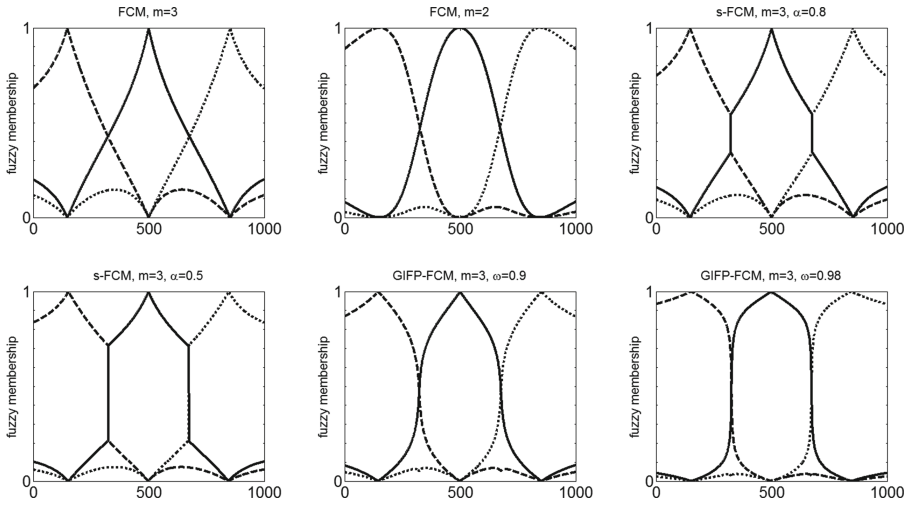 FCM, m=3
1
fuzzy membership
0
0 500 1000
FCM, m=2
1
fuzzy membership
0
0 500 1000
s-FCM, m=3, α=0.8
1
fuzzy membership
0
0 500 1000
s-FCM, m=3, α=0.5
1
fuzzy membership
0
0 500 1000
GIFP-FCM, m=3, ω=0.9
1
fuzzy membership
0
0 500 1000
GIFP-FCM, m=3, ω=0.98
1
fuzzy membership
0
0 500 1000